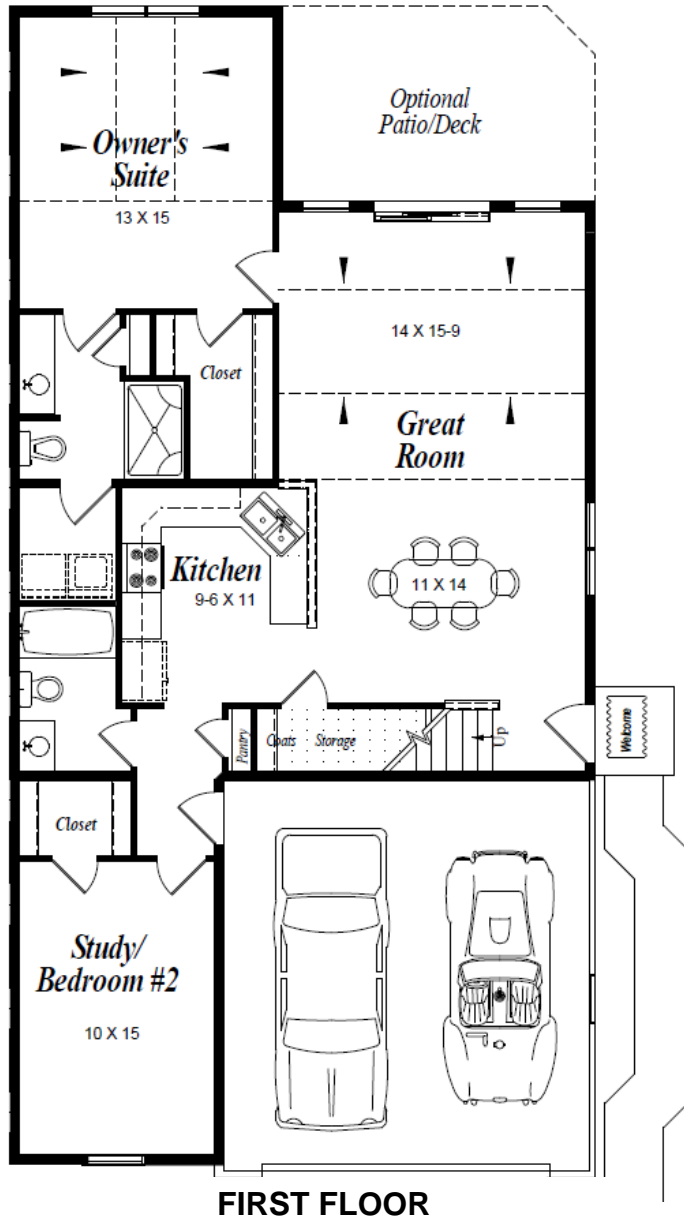 Optional
Patio/Deck
Owner's
Suite
13 X 15
14 X 15-9
Closet
Great
Room
Kitchen
9-6 X 11
11 X 14
Welcome
Pantry
Coats Storage
Up
Closet
Study/
Bedroom #2
10 X 15
FIRST FLOOR